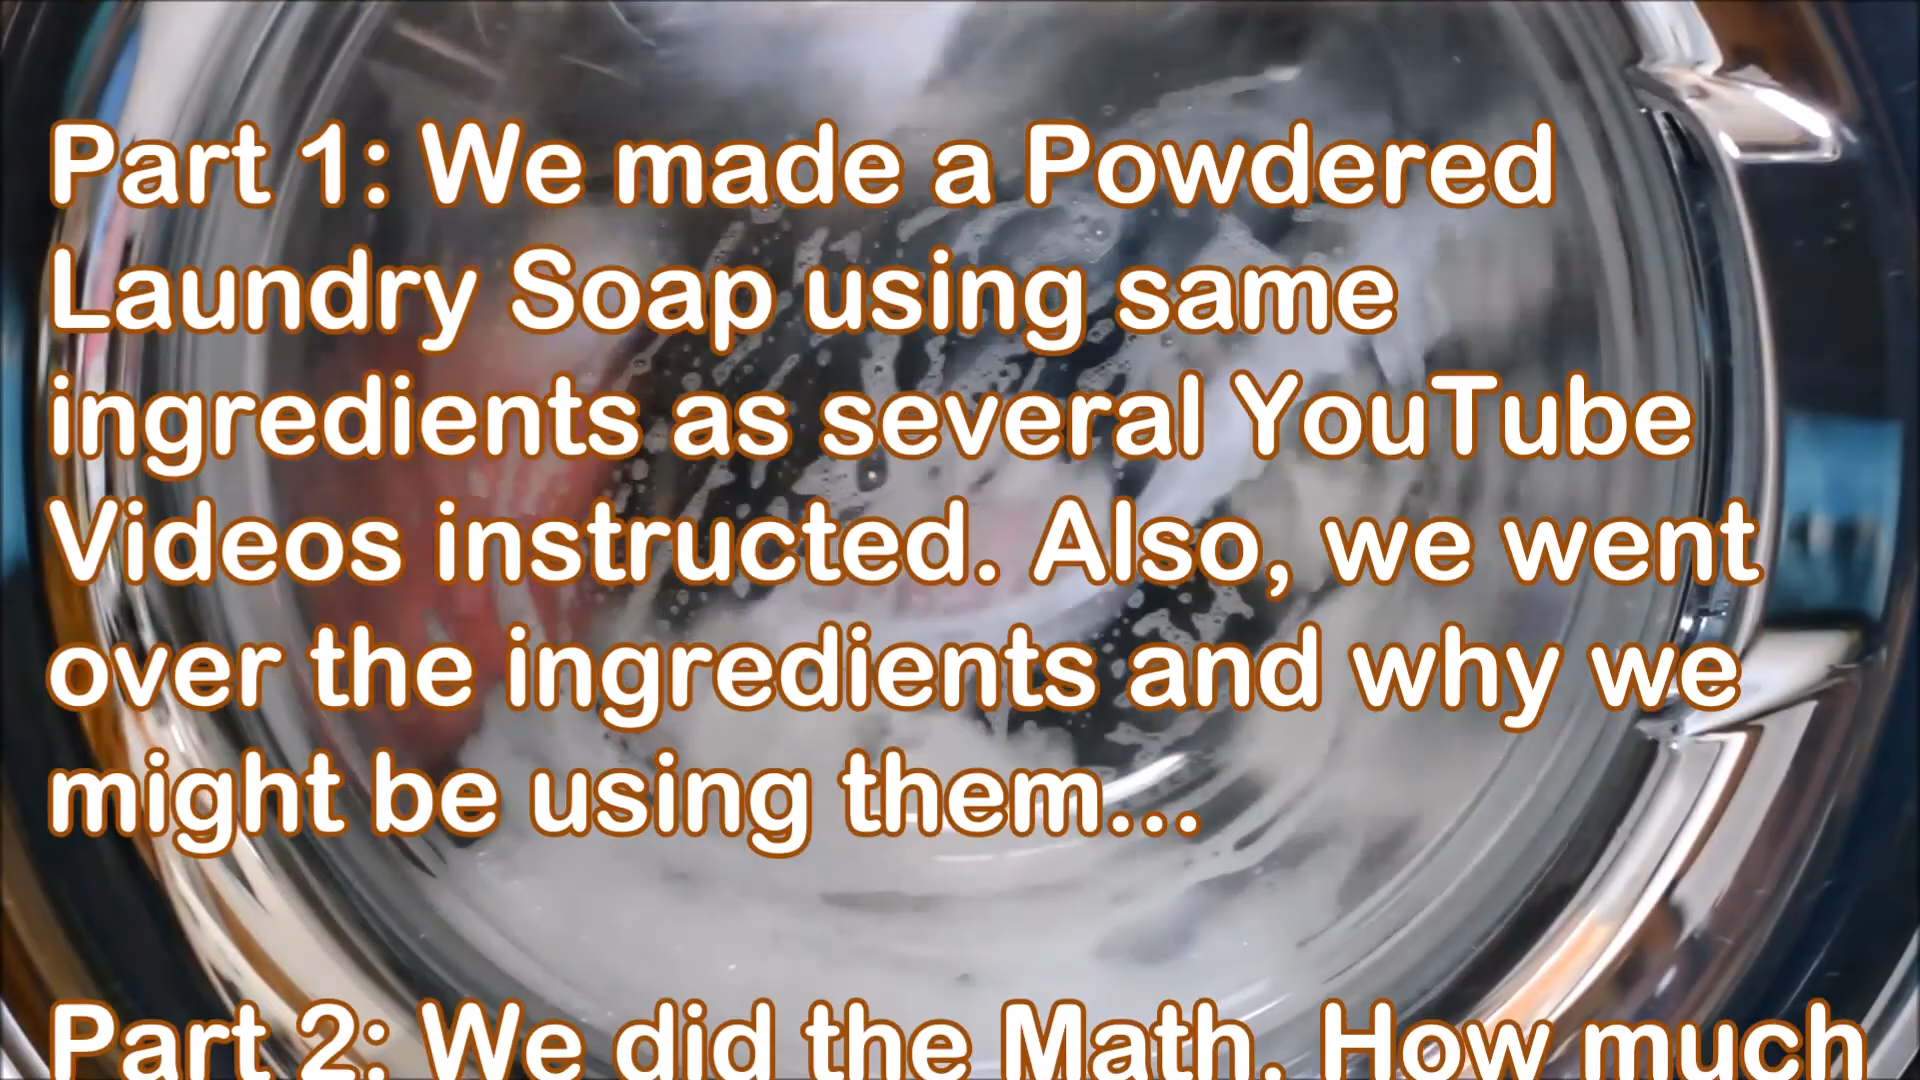 Part 1: We made a Powdered
Laundry Soap using same
ingredients as several YouTube
Videos instructed. Also, we went
over the ingredients and why we
might be using them...
Part 2: We did the Math. How much